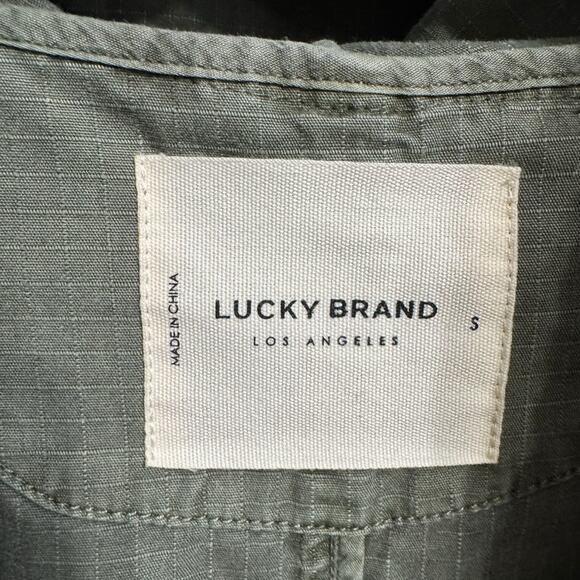 MADE IN CHINA
LUCKY BRAND
LOS ANGELES
S